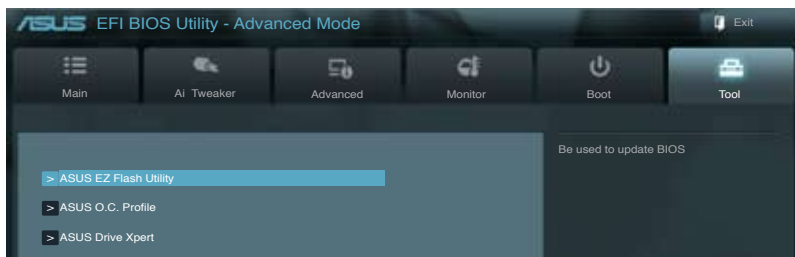 ASUS EFI BIOS Utility - Advanced Mode
Exit
Main
Ai Tweaker
Advanced
Monitor
Boot
Tool
Be used to update BIOS
> ASUS EZ Flash Utility
> ASUS O.C. Profile
> ASUS Drive Xpert